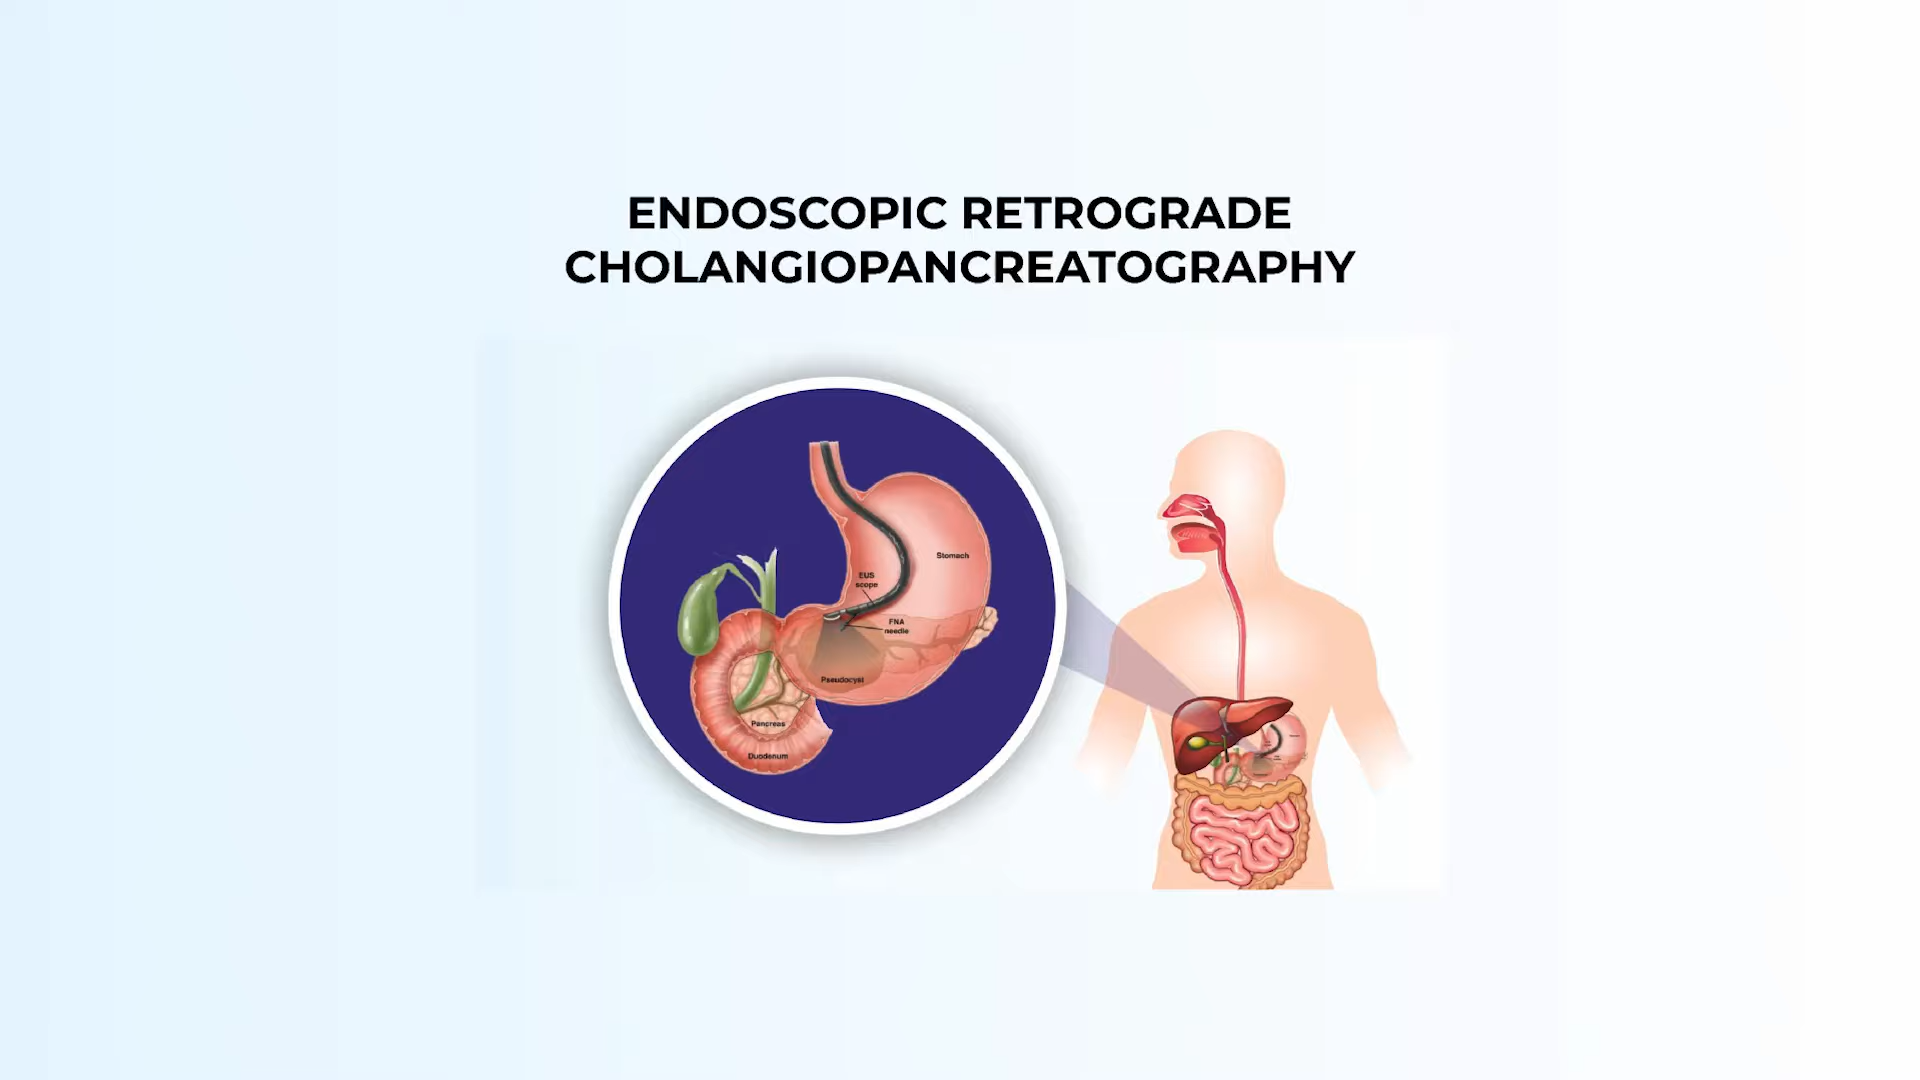 ENDOSCOPIC RETROGRADE
CHOLANGIOPANCREATOGRAPHY
Stomach
EUS
scope
FNA
needle
Pseudocyst
Pancreas
Duodenum